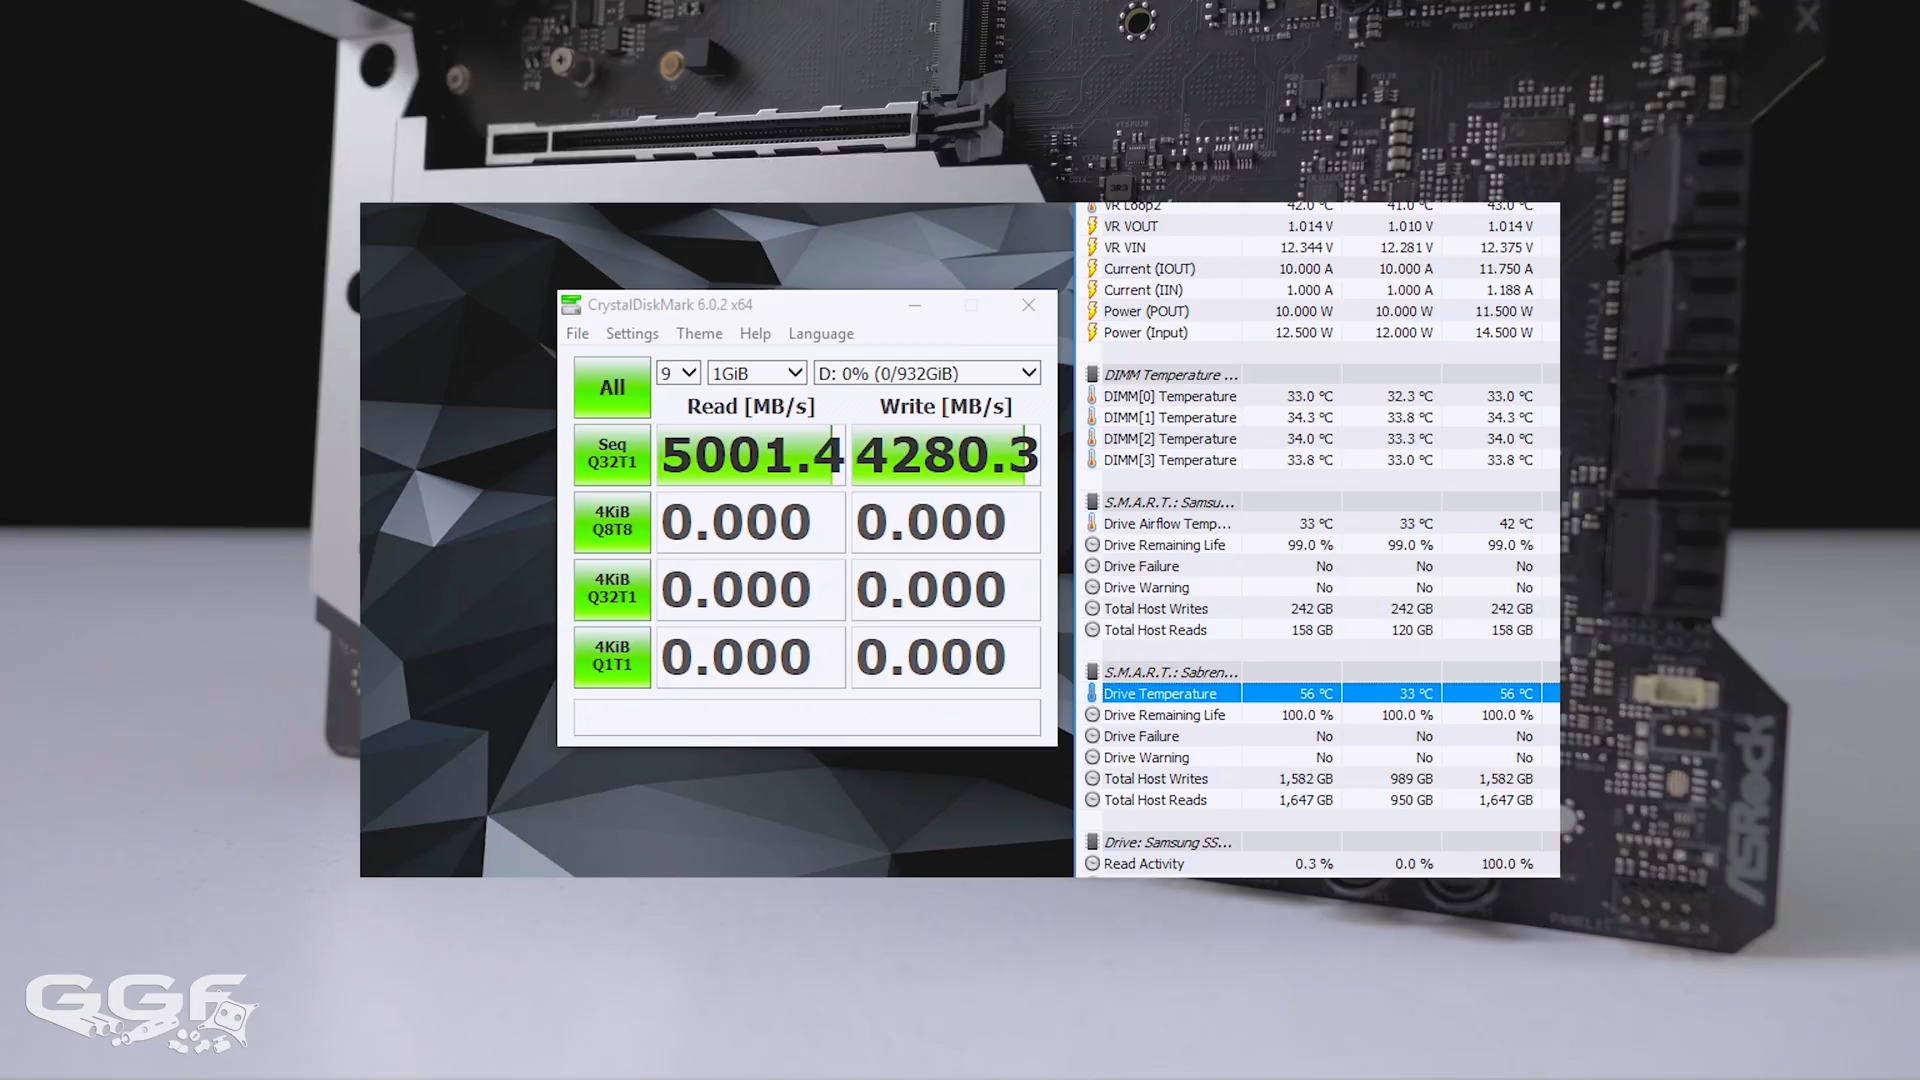 3R3
SATA3_3_4
CrystalDiskMark 6.0.2 x64
File Settings Theme Help Language
All 9 1GiB D: 0% (0/932GiB)
Read [MB/s] Write [MB/s]
Seq Q32T1 5001.4 4280.3
4KiB Q8T8 0.000 0.000
4KiB Q32T1 0.000 0.000
4KiB Q1T1 0.000 0.000
VR Loop2 42.0 °C 41.0 °C 43.0 °C
VR VOUT 1.014 V 1.010 V 1.014 V
VR VIN 12.344 V 12.281 V 12.375 V
Current (IOUT) 10.000 A 10.000 A 11.750 A
Current (IIN) 1.000 A 1.000 A 1.188 A
Power (POUT) 10.000 W 10.000 W 11.500 W
Power (Input) 12.500 W 12.000 W 14.500 W
DIMM Temperature ...
DIMM[0] Temperature 33.0 °C 32.3 °C 33.0 °C
DIMM[1] Temperature 34.3 °C 33.8 °C 34.3 °C
DIMM[2] Temperature 34.0 °C 33.3 °C 34.0 °C
DIMM[3] Temperature 33.8 °C 33.0 °C 33.8 °C
S.M.A.R.T.: Samsu...
Drive Airflow Temp... 33 °C 33 °C 42 °C
Drive Remaining Life 99.0 % 99.0 % 99.0 %
Drive Failure No No No
Drive Warning No No No
Total Host Writes 242 GB 242 GB 242 GB
Total Host Reads 158 GB 120 GB 158 GB
S.M.A.R.T.: Sabren...
Drive Temperature 56 °C 33 °C 56 °C
Drive Remaining Life 100.0 % 100.0 % 100.0 %
Drive Failure No No No
Drive Warning No No No
Total Host Writes 1,582 GB 989 GB 1,582 GB
Total Host Reads 1,647 GB 950 GB 1,647 GB
Drive: Samsung SS...
Read Activity 0.3 % 0.0 % 100.0 %
ASRock
GGF